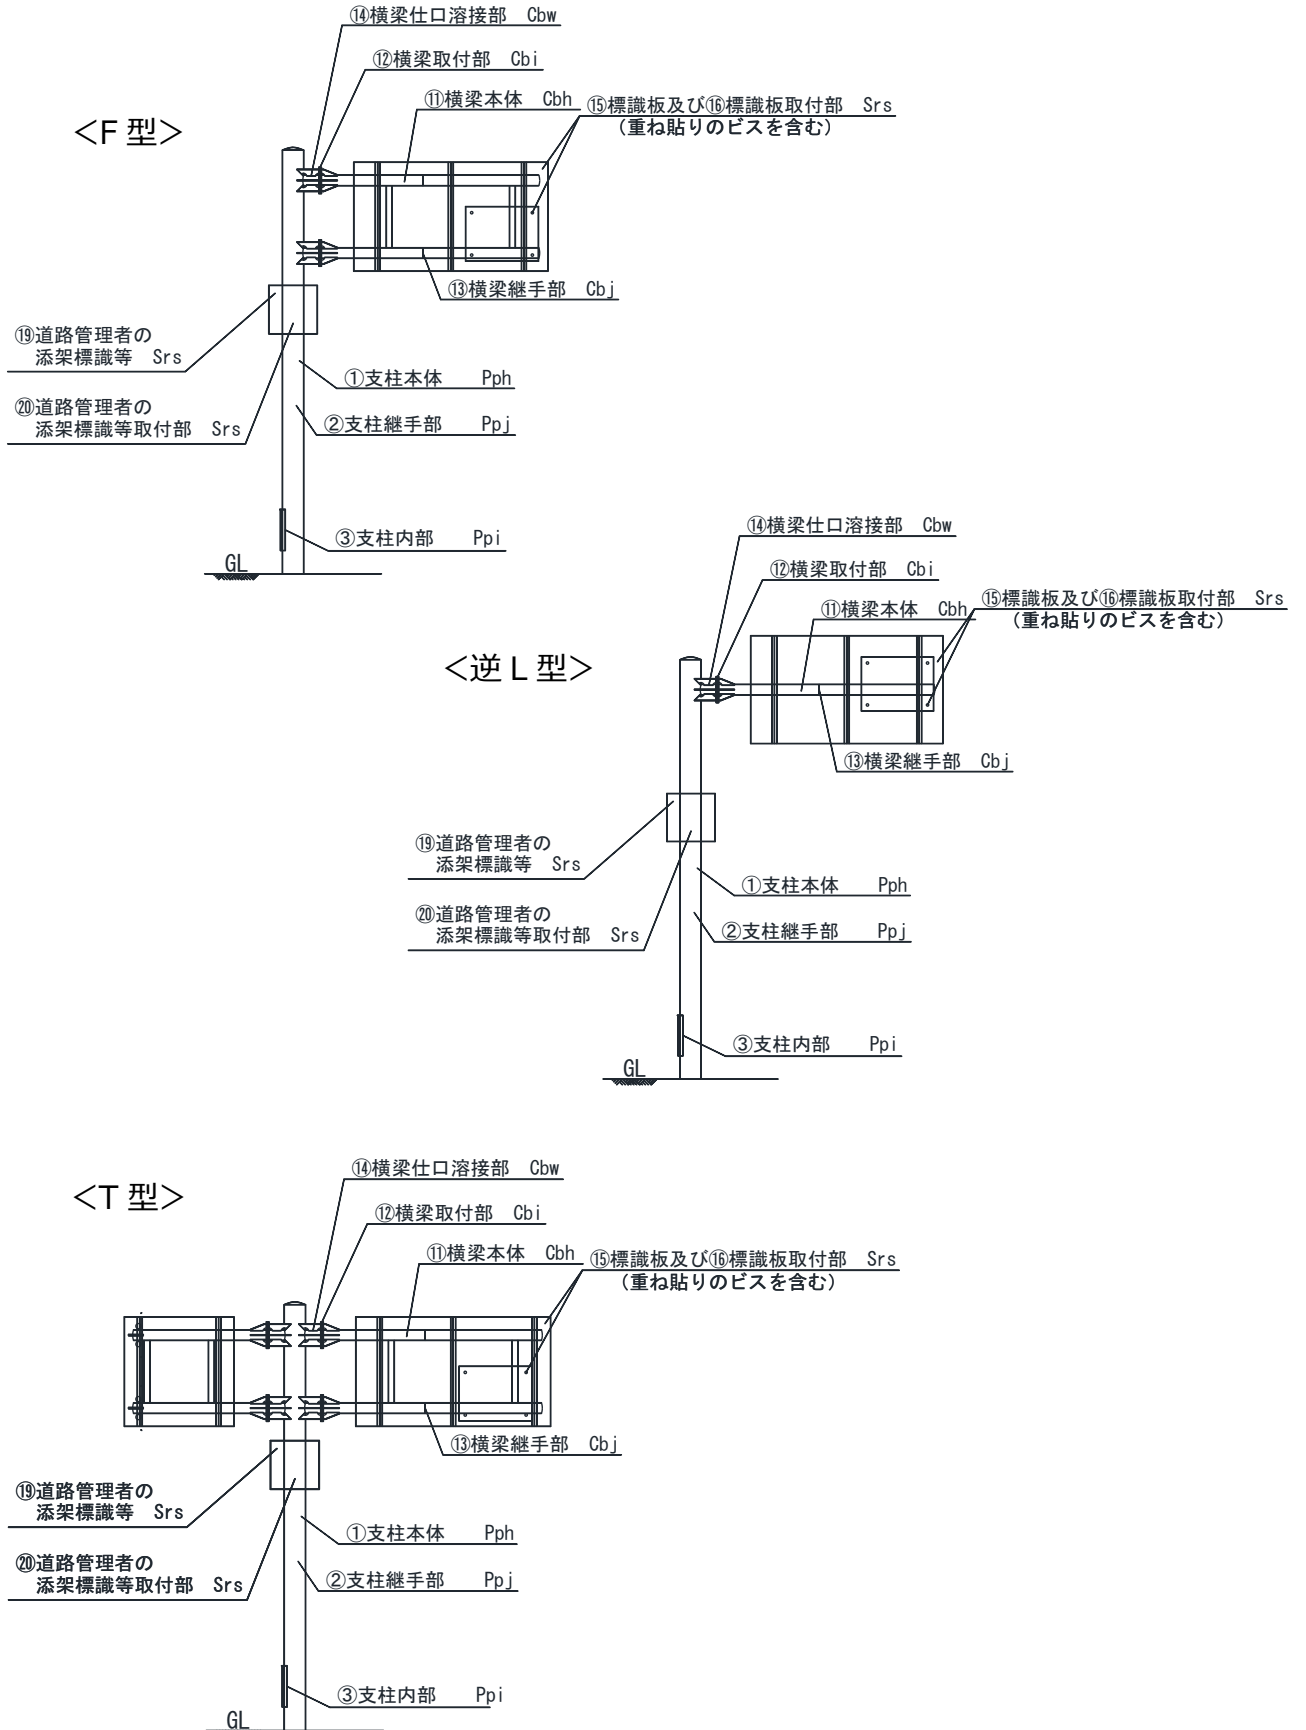 ⑭横梁仕口溶接部 Cbw
⑫横梁取付部 Cbi
⑪横梁本体 Cbh
⑮標識板及び⑯標識板取付部 Srs
(重ね貼りのビスを含む)
<F型>
⑬横梁継手部 Cbj
⑲道路管理者の
添架標識等 Srs
①支柱本体 Pph
⑳道路管理者の
添架標識等取付部 Srs
②支柱継手部 Ppj
③支柱内部 Ppi
GL
⑭横梁仕口溶接部 Cbw
⑫横梁取付部 Cbi
⑪横梁本体 Cbh
⑮標識板及び⑯標識板取付部 Srs
(重ね貼りのビスを含む)
<逆L型>
⑬横梁継手部 Cbj
⑲道路管理者の
添架標識等 Srs
①支柱本体 Pph
⑳道路管理者の
添架標識等取付部 Srs
②支柱継手部 Ppj
③支柱内部 Ppi
GL
⑭横梁仕口溶接部 Cbw
<T型>
⑫横梁取付部 Cbi
⑪横梁本体 Cbh
⑮標識板及び⑯標識板取付部 Srs
(重ね貼りのビスを含む)
⑬横梁継手部 Cbj
⑲道路管理者の
添架標識等 Srs
①支柱本体 Pph
⑳道路管理者の
添架標識等取付部 Srs
②支柱継手部 Ppj
③支柱内部 Ppi
GL